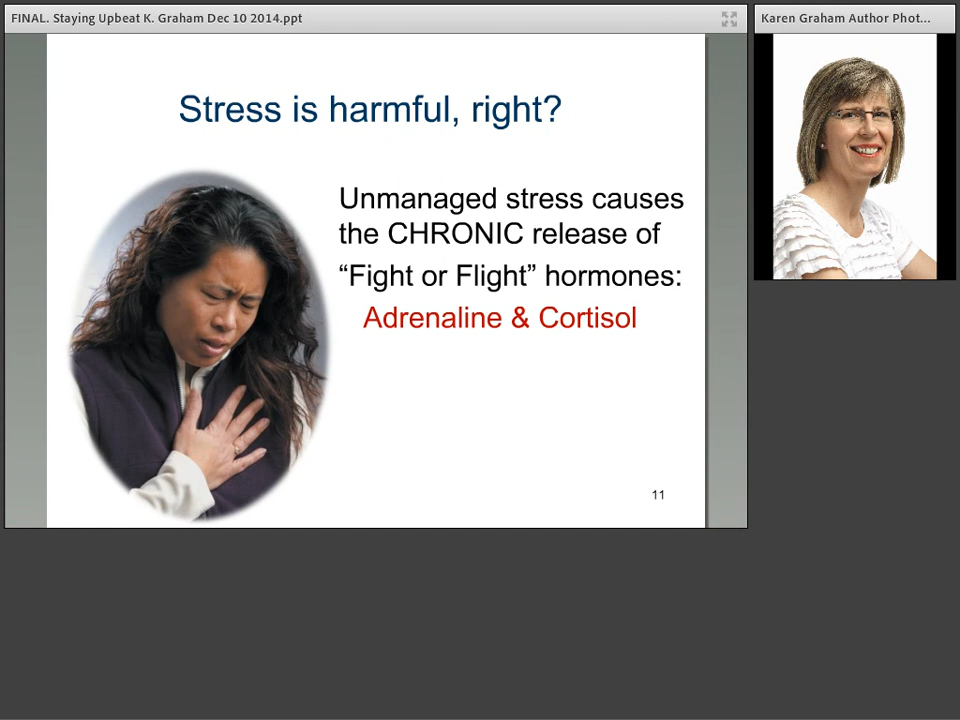 FINAL. Staying Upbeat K. Graham Dec 10 2014.ppt
Karen Graham Author Phot...
Stress is harmful, right?
Unmanaged stress causes
the CHRONIC release of
“Fight or Flight” hormones:
Adrenaline & Cortisol
11